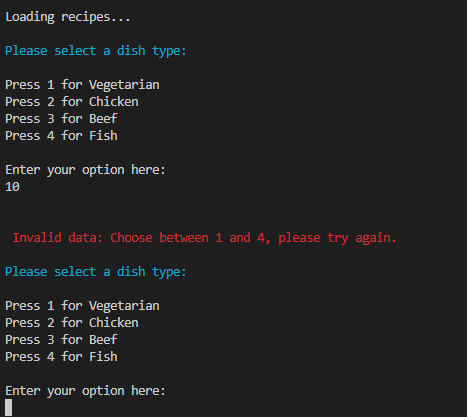 Loading recipes...
Please select a dish type:
Press 1 for Vegetarian
Press 2 for Chicken
Press 3 for Beef
Press 4 for Fish
Enter your option here:
10
Invalid data: Choose between 1 and 4, please try again.
Please select a dish type:
Press 1 for Vegetarian
Press 2 for Chicken
Press 3 for Beef
Press 4 for Fish
Enter your option here: